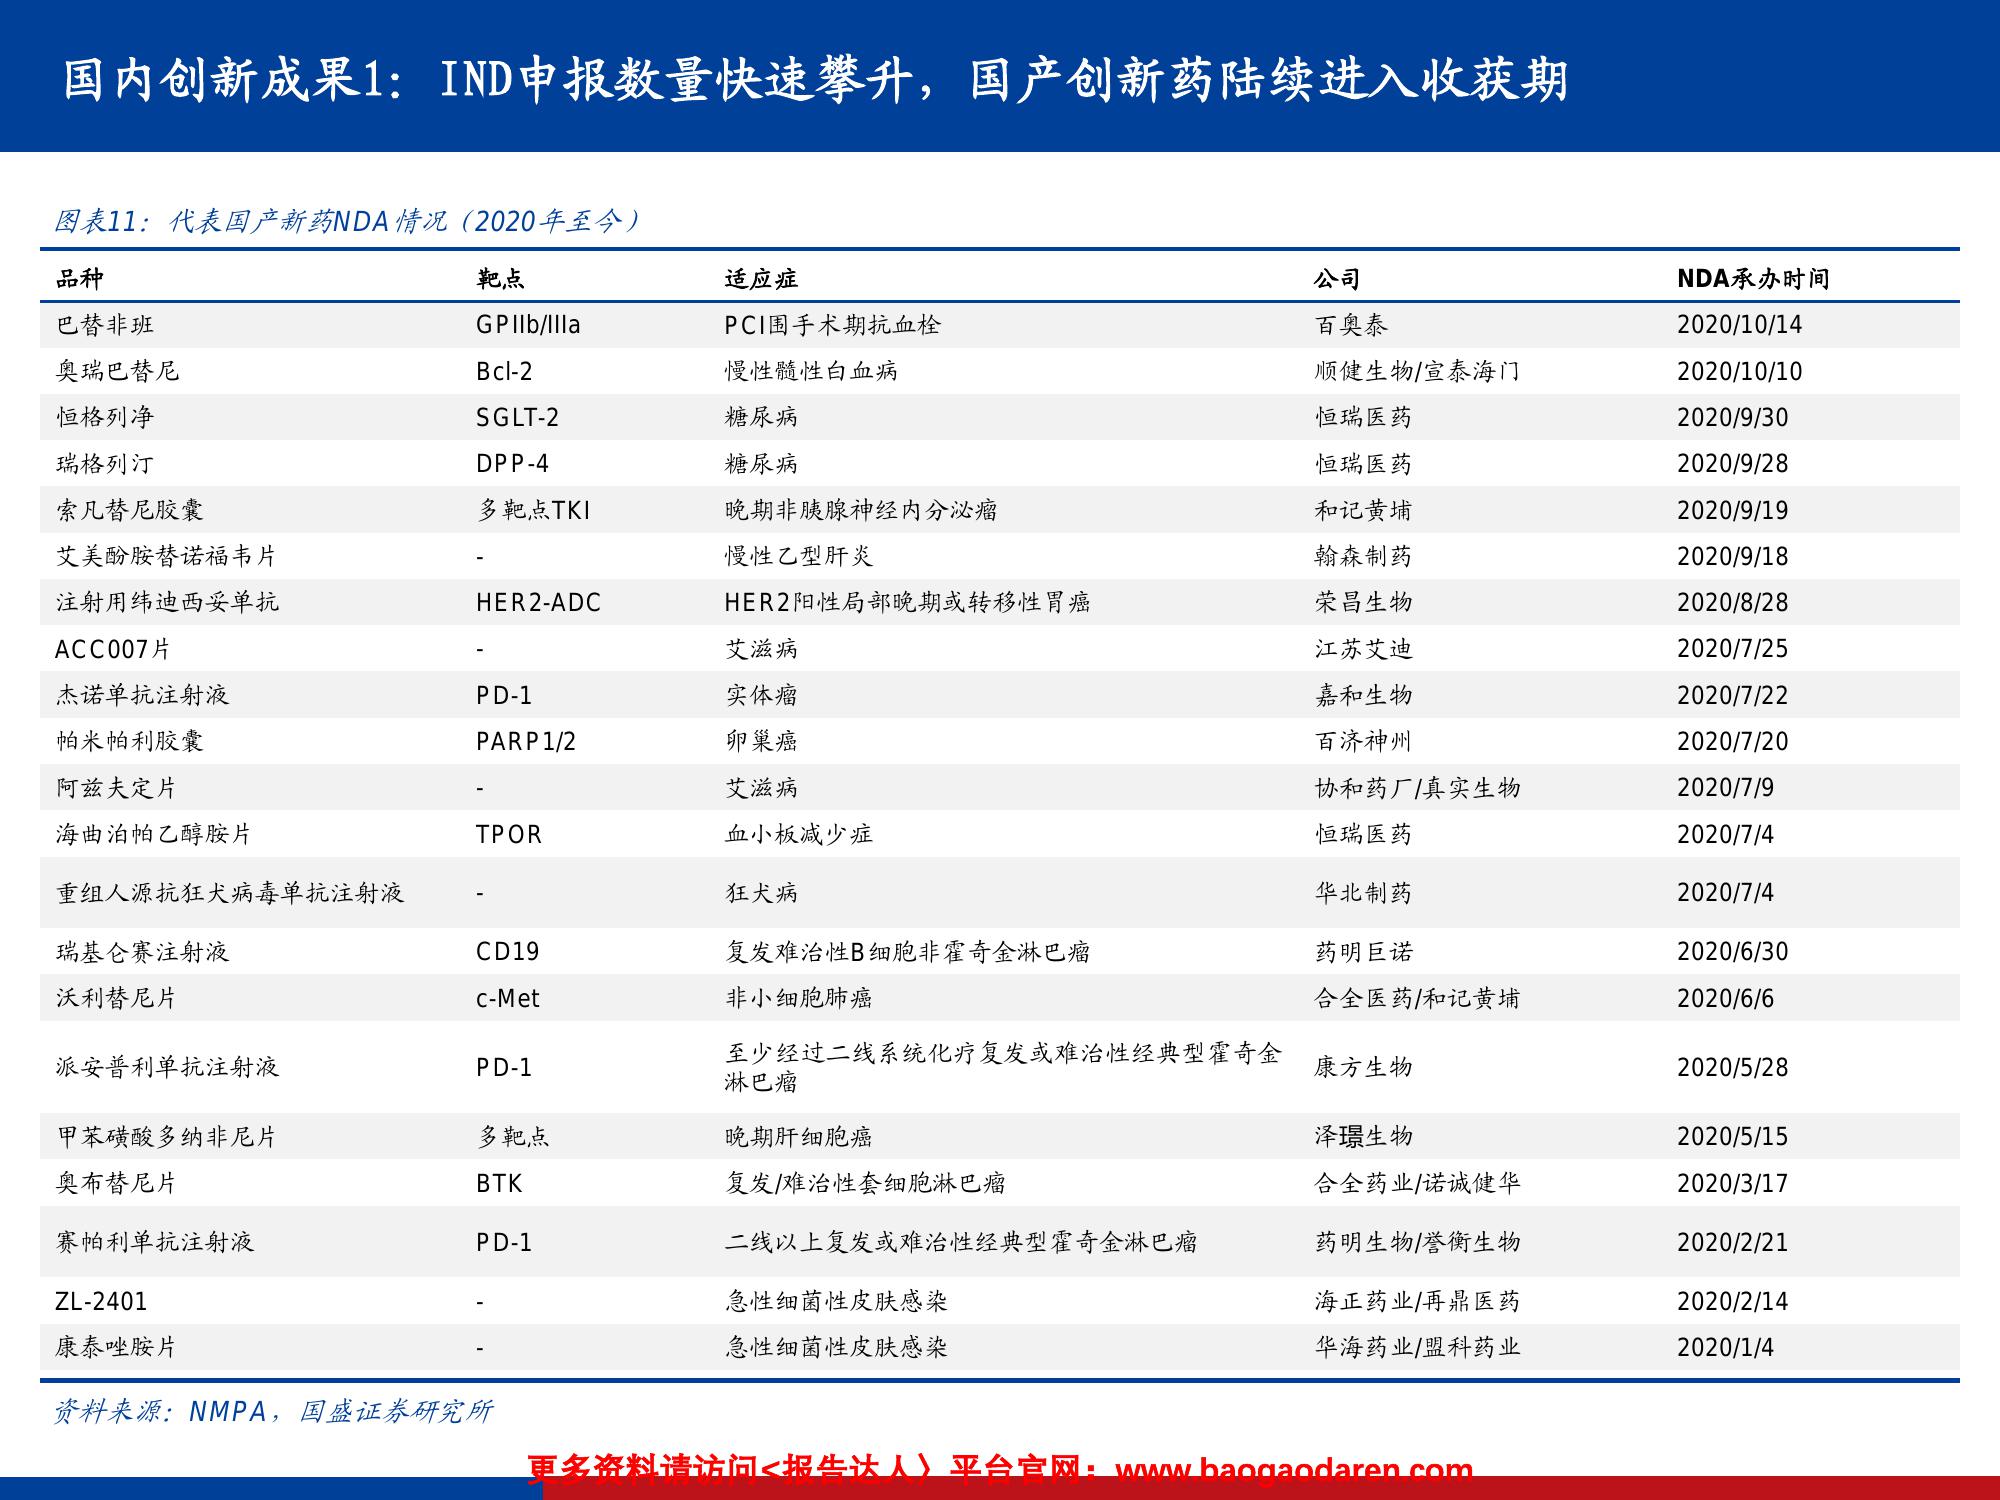 国内创新成果1：IND申报数量快速攀升，国产创新药陆续进入收获期
图表11：代表国产新药NDA情况（2020年至今）
品种 靶点 适应症 公司 NDA承办时间
巴替非班 GPIIb/IIIa PCI围手术期抗血栓 百奥泰 2020/10/14
奥瑞巴替尼 Bcl-2 慢性髓性白血病 顺健生物/宣泰海门 2020/10/10
恒格列净 SGLT-2 糖尿病 恒瑞医药 2020/9/30
瑞格列汀 DPP-4 糖尿病 恒瑞医药 2020/9/28
索凡替尼胶囊 多靶点TKI 晚期非胰腺神经内分泌瘤 和记黄埔 2020/9/19
艾美酚胺替诺福韦片 - 慢性乙型肝炎 翰森制药 2020/9/18
注射用纬迪西妥单抗 HER2-ADC HER2阳性局部晚期或转移性胃癌 荣昌生物 2020/8/28
ACC007片 - 艾滋病 江苏艾迪 2020/7/25
杰诺单抗注射液 PD-1 实体瘤 嘉和生物 2020/7/22
帕米帕利胶囊 PARP1/2 卵巢癌 百济神州 2020/7/20
阿兹夫定片 - 艾滋病 协和药厂/真实生物 2020/7/9
海曲泊帕乙醇胺片 TPOR 血小板减少症 恒瑞医药 2020/7/4
重组人源抗狂犬病毒单抗注射液 - 狂犬病 华北制药 2020/7/4
瑞基仑赛注射液 CD19 复发难治性B细胞非霍奇金淋巴瘤 药明巨诺 2020/6/30
沃利替尼片 c-Met 非小细胞肺癌 合全医药/和记黄埔 2020/6/6
派安普利单抗注射液 PD-1 至少经过二线系统化疗复发或难治性经典型霍奇金
淋巴瘤 康方生物 2020/5/28
甲苯磺酸多纳非尼片 多靶点 晚期肝细胞癌 泽璟生物 2020/5/15
奥布替尼片 BTK 复发/难治性套细胞淋巴瘤 合全药业/诺诚健华 2020/3/17
赛帕利单抗注射液 PD-1 二线以上复发或难治性经典型霍奇金淋巴瘤 药明生物/誉衡生物 2020/2/21
ZL-2401 - 急性细菌性皮肤感染 海正药业/再鼎医药 2020/2/14
康泰唑胺片 - 急性细菌性皮肤感染 华海药业/盟科药业 2020/1/4
资料来源：NMPA，国盛证券研究所
更多资料请访问<报告达人〉平台官网：www.baogaodaren.com